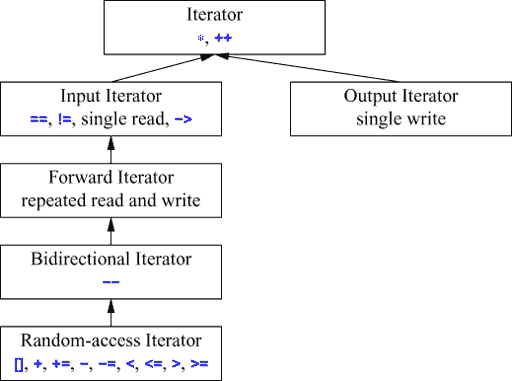 Iterator
*, ++
Input Iterator
==, !=, single read, ->
Output Iterator
single write
Forward Iterator
repeated read and write
Bidirectional Iterator
--
Random-access Iterator
[], +, +=, -, -=, <, <=, >, >=